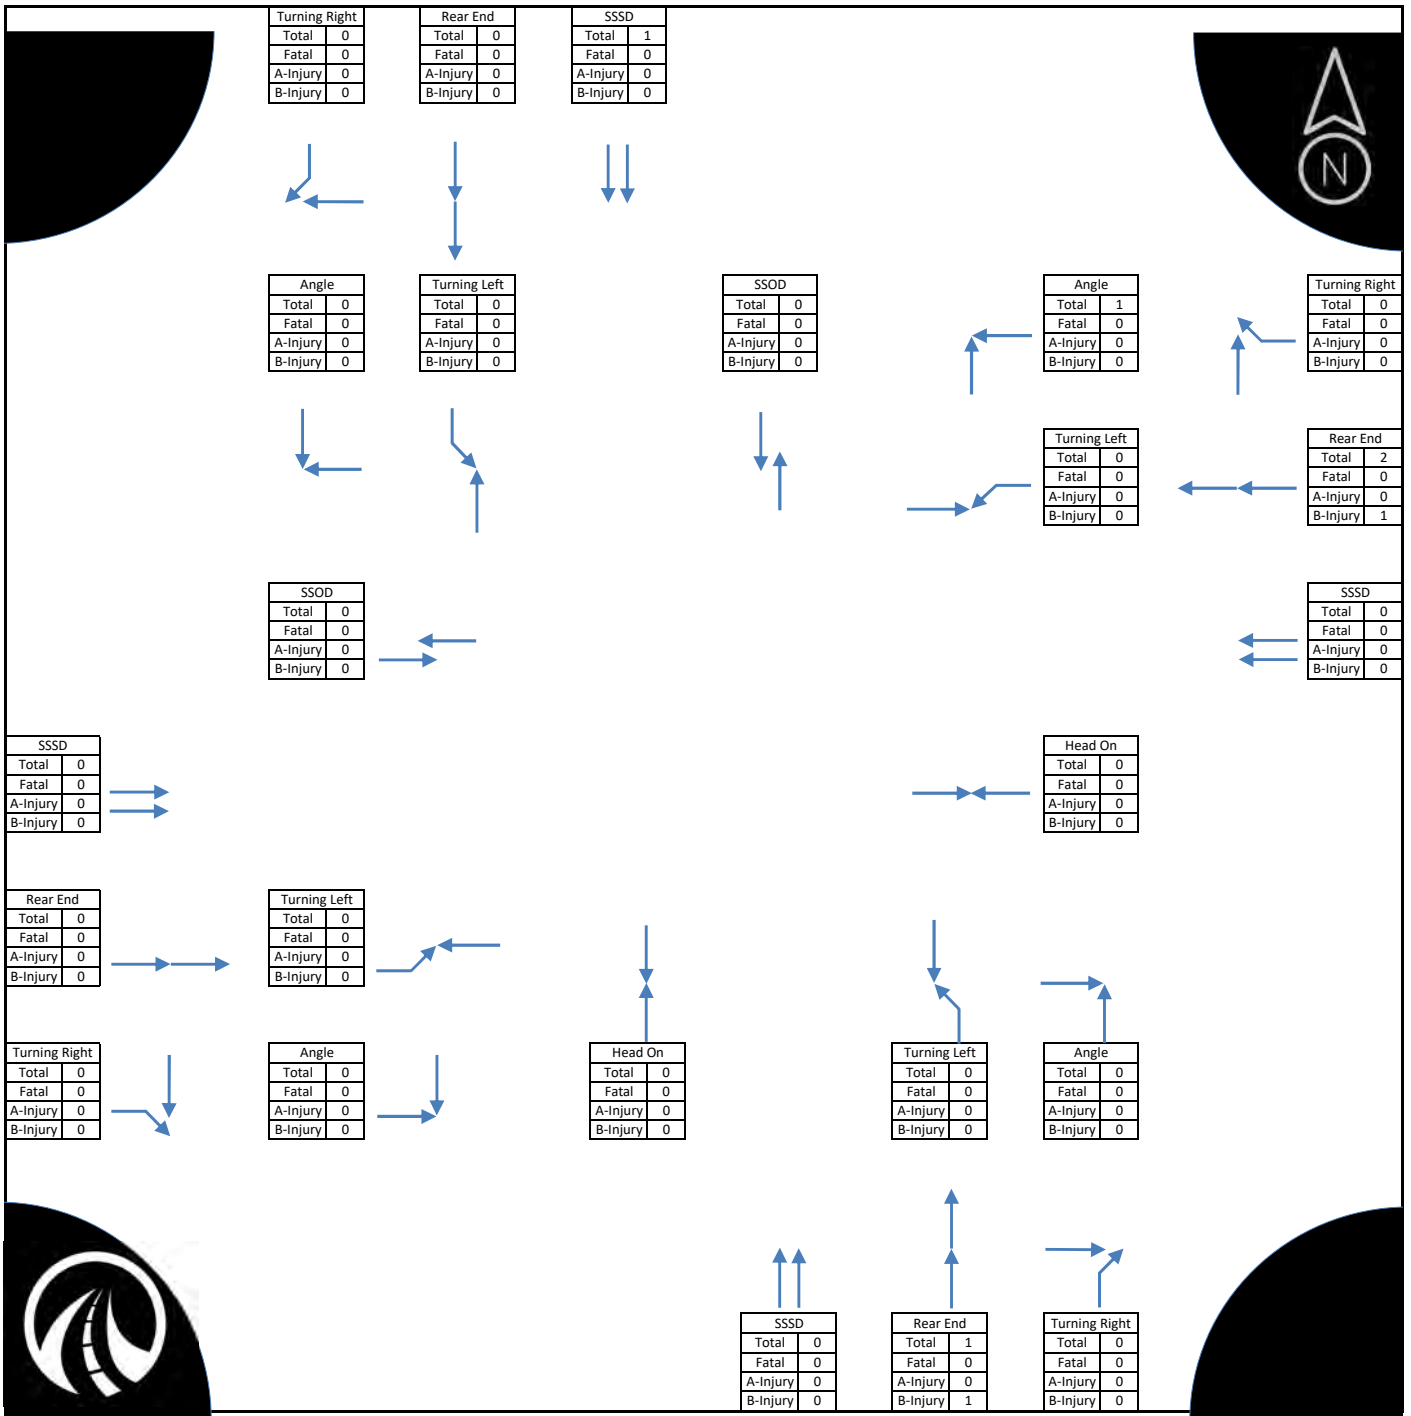 Turning Right
Total 0
Fatal 0
A-Injury 0
B-Injury 0
Rear End
Total 0
Fatal 0
A-Injury 0
B-Injury 0
SSSD
Total 1
Fatal 0
A-Injury 0
B-Injury 0
N
Angle
Total 0
Fatal 0
A-Injury 0
B-Injury 0
Turning Left
Total 0
Fatal 0
A-Injury 0
B-Injury 0
SSOD
Total 0
Fatal 0
A-Injury 0
B-Injury 0
Angle
Total 1
Fatal 0
A-Injury 0
B-Injury 0
Turning Right
Total 0
Fatal 0
A-Injury 0
B-Injury 0
Turning Left
Total 0
Fatal 0
A-Injury 0
B-Injury 0
Rear End
Total 2
Fatal 0
A-Injury 0
B-Injury 1
SSOD
Total 0
Fatal 0
A-Injury 0
B-Injury 0
SSSD
Total 0
Fatal 0
A-Injury 0
B-Injury 0
SSSD
Total 0
Fatal 0
A-Injury 0
B-Injury 0
Head On
Total 0
Fatal 0
A-Injury 0
B-Injury 0
Rear End
Total 0
Fatal 0
A-Injury 0
B-Injury 0
Turning Left
Total 0
Fatal 0
A-Injury 0
B-Injury 0
Turning Right
Total 0
Fatal 0
A-Injury 0
B-Injury 0
Angle
Total 0
Fatal 0
A-Injury 0
B-Injury 0
Head On
Total 0
Fatal 0
A-Injury 0
B-Injury 0
Turning Left
Total 0
Fatal 0
A-Injury 0
B-Injury 0
Angle
Total 0
Fatal 0
A-Injury 0
B-Injury 0
SSSD
Total 0
Fatal 0
A-Injury 0
B-Injury 0
Rear End
Total 1
Fatal 0
A-Injury 0
B-Injury 1
Turning Right
Total 0
Fatal 0
A-Injury 0
B-Injury 0